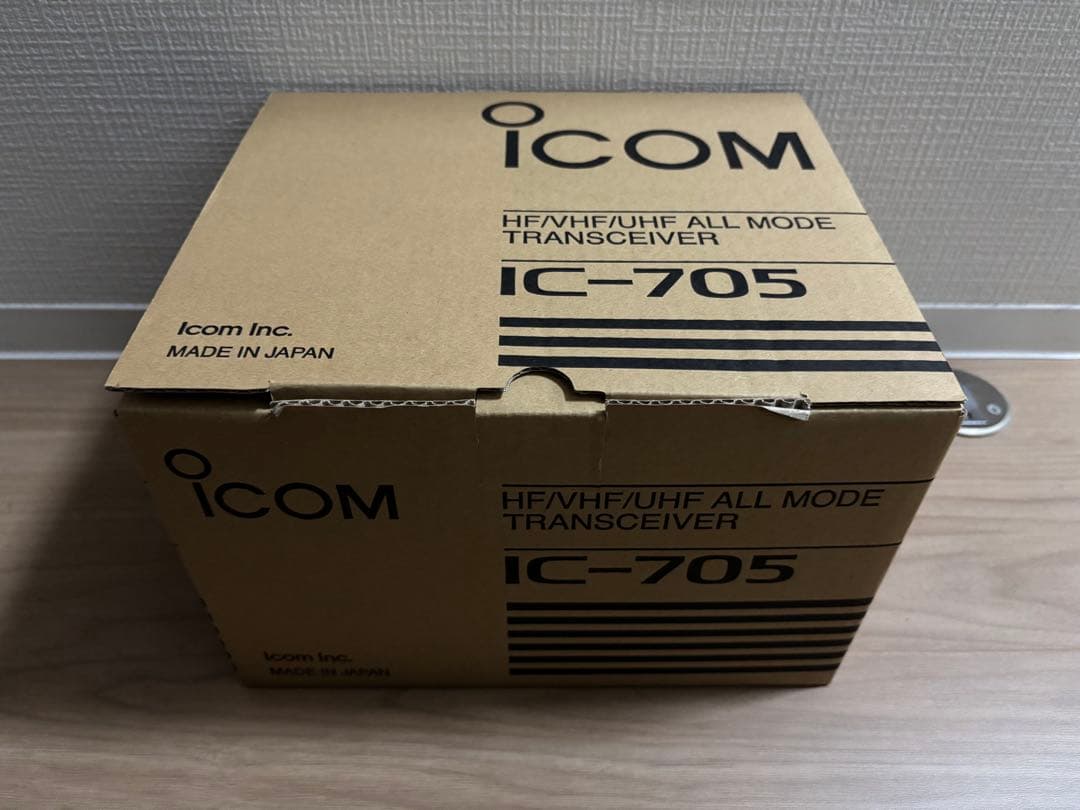 ICOM
HF/VHF/UHF ALL MODE
TRANSCEIVER
IC-705
Icom Inc.
MADE IN JAPAN
ICOM
HF/VHF/UHF ALL MODE
TRANSCEIVER
IC-705
Icom Inc.
MADE IN JAPAN